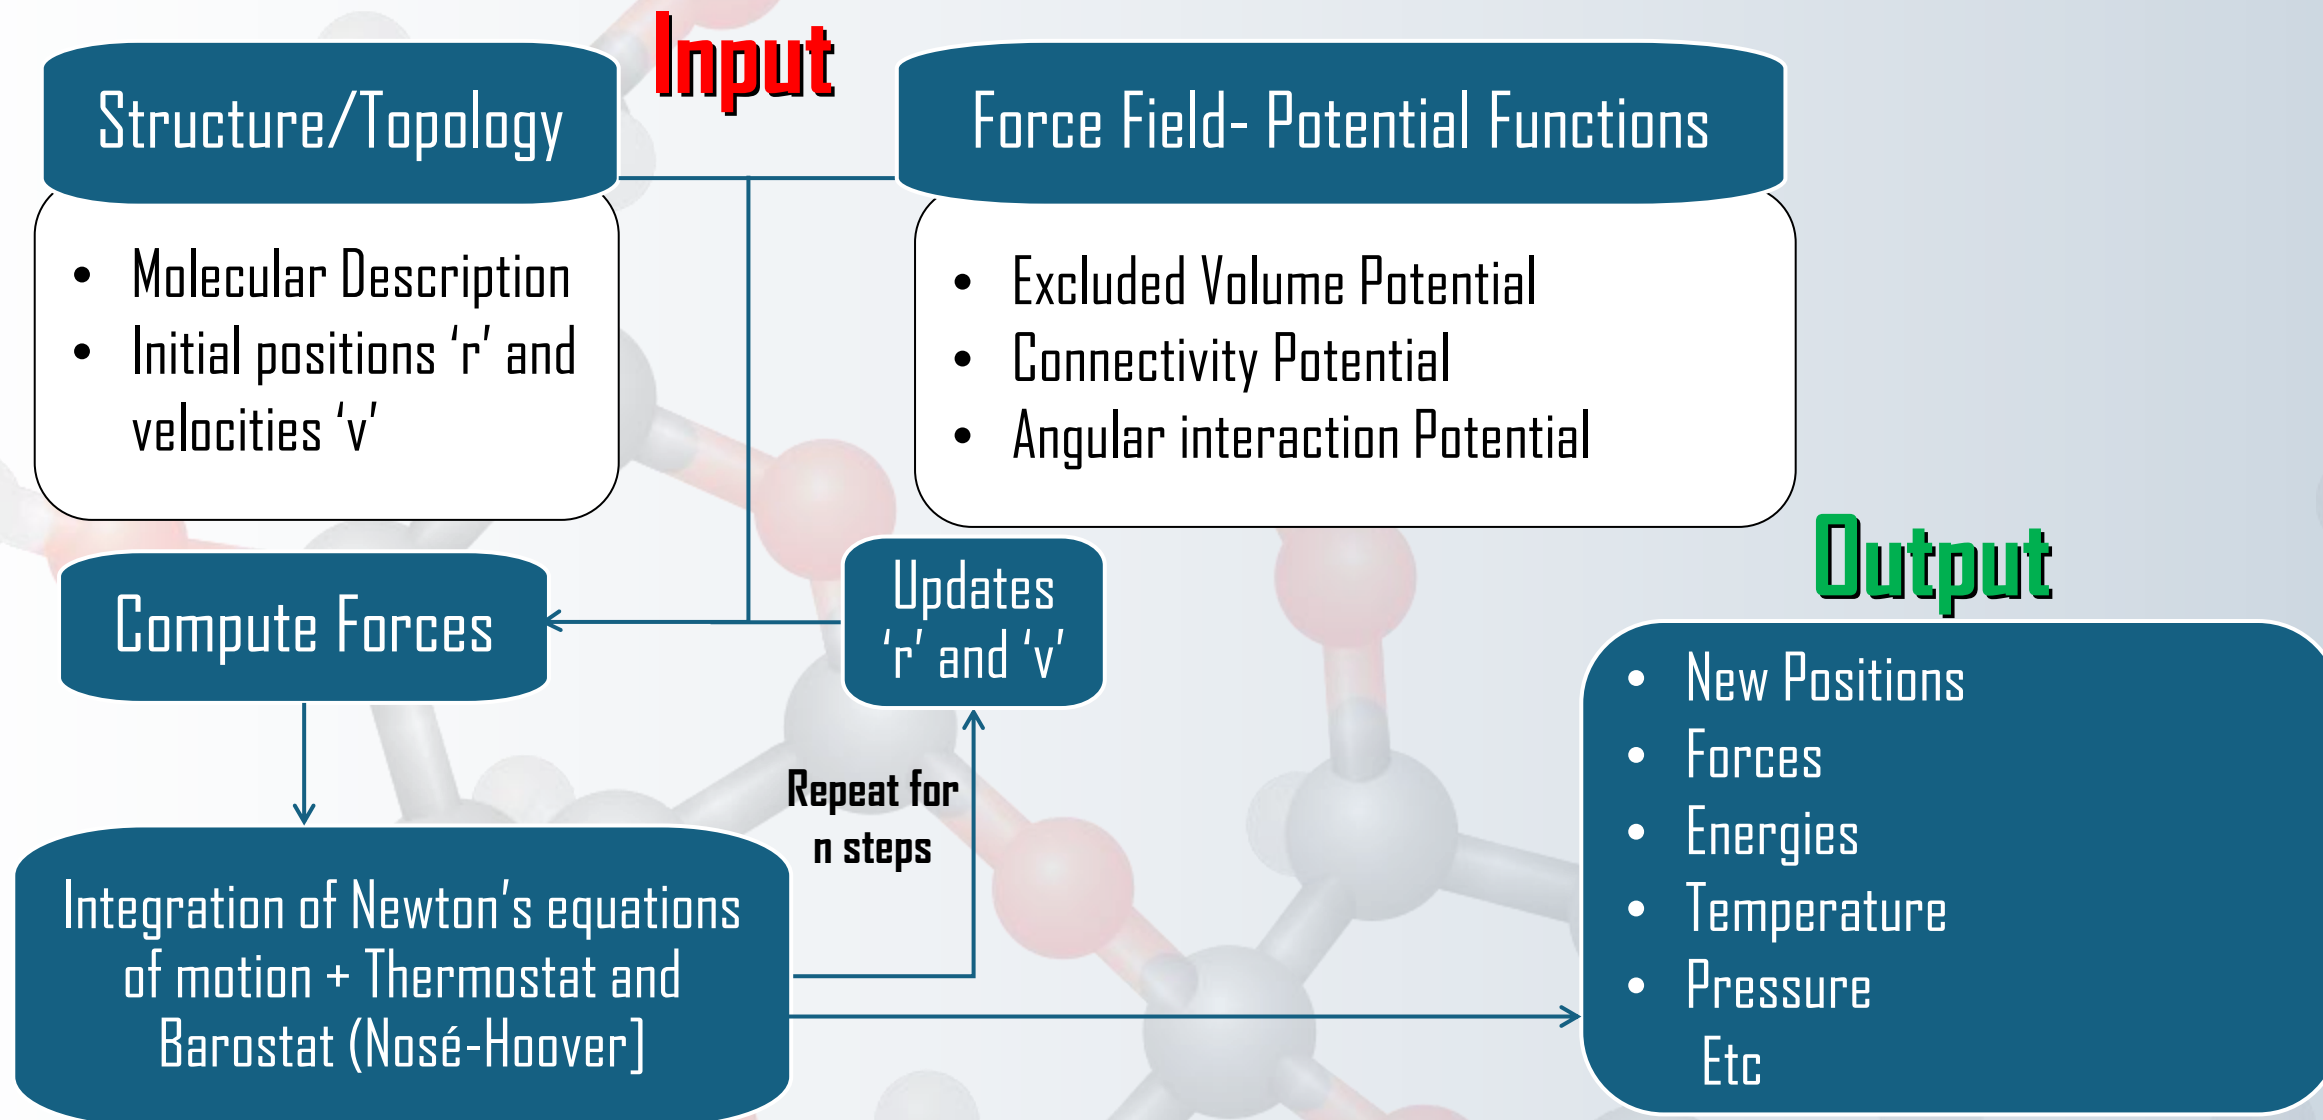 Input
Structure/Topology
• Molecular Description
• Initial positions ‘r’ and
velocities ‘v’
Force Field- Potential Functions
• Excluded Volume Potential
• Connectivity Potential
• Angular interaction Potential
Compute Forces
Updates
‘r’ and ‘v’
Repeat for
n steps
Integration of Newton’s equations
of motion + Thermostat and
Barostat (Nosé-Hoover]
Output
• New Positions
• Forces
• Energies
• Temperature
• Pressure
Etc